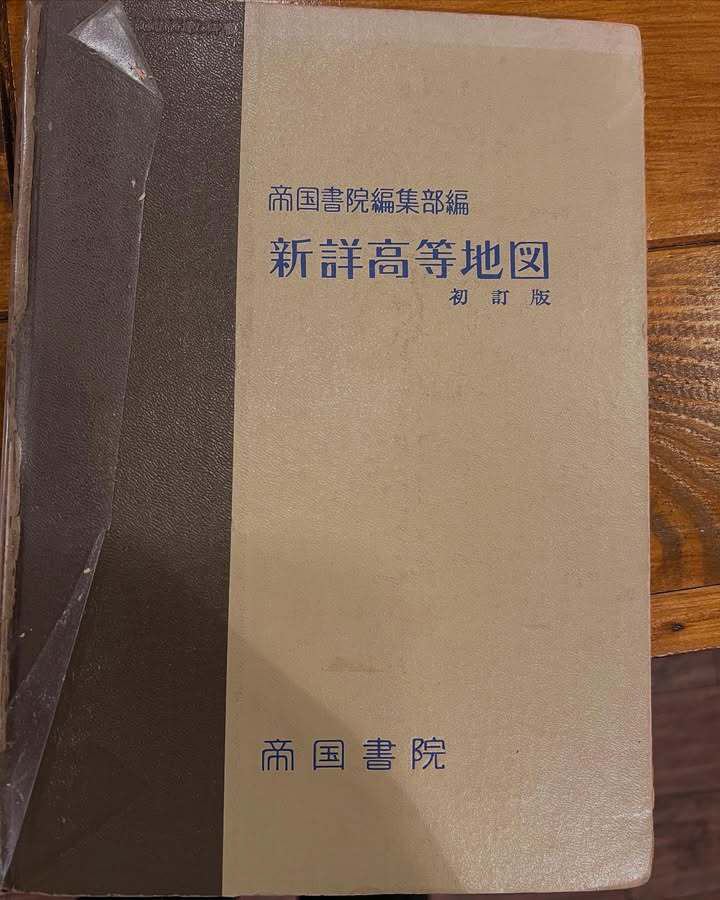 帝国書院編集部編
新詳高等地図
初訂版
帝国書院